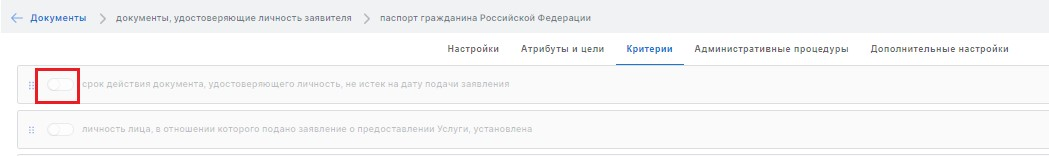 Документы документы, удостоверяющие личность заявителя паспорт гражданина Российской Федерации
Настройки Атрибуты и цели Критерии Административные процедуры Дополнительные настройки
срок действия документа, удостоверяющего личность, не истек на дату подачи заявления
личность лица, в отношении которого подано заявление о предоставлении Услуги, установлена